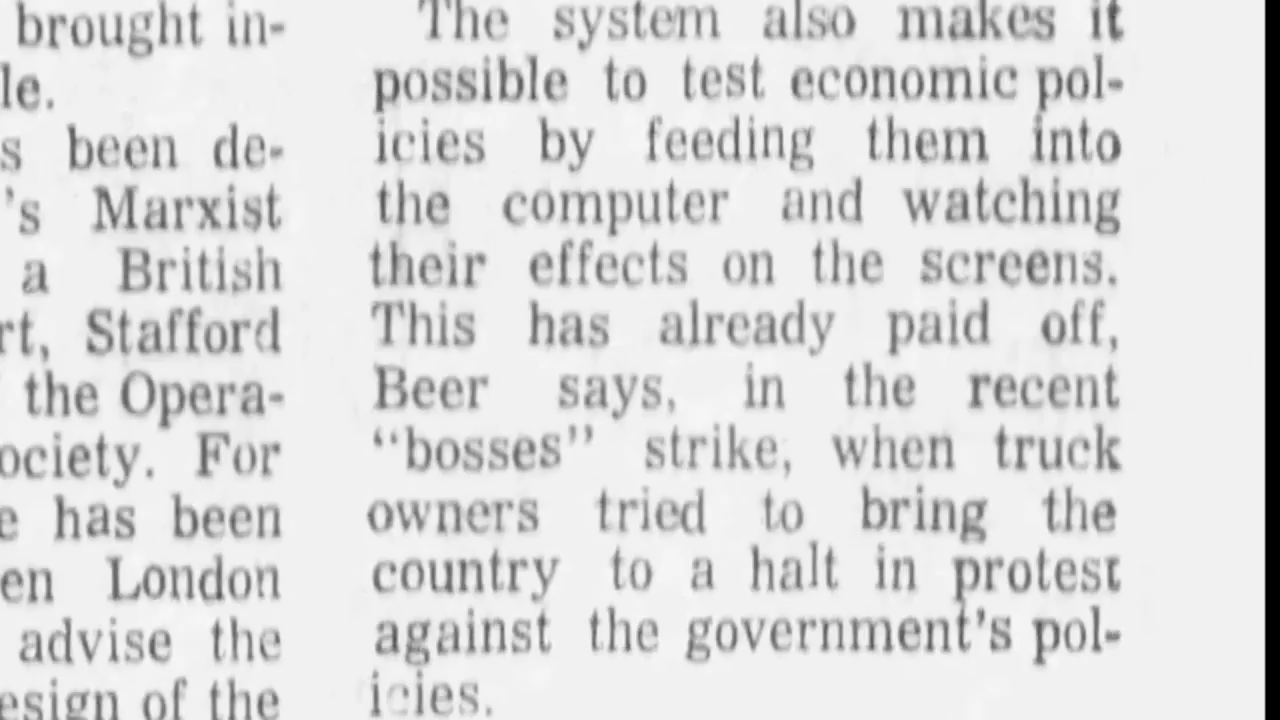 brought in-
le.
s been de-
's Marxist
a British
rt, Stafford
the Opera-
ociety. For
e has been
en London
advise the
esign of the
The system also makes it
possible to test economic pol-
icies by feeding them into
the computer and watching
their effects on the screens.
This has already paid off,
Beer says, in the recent
“bosses” strike, when truck
owners tried to bring the
country to a halt in protest
against the government's pol-
icies.